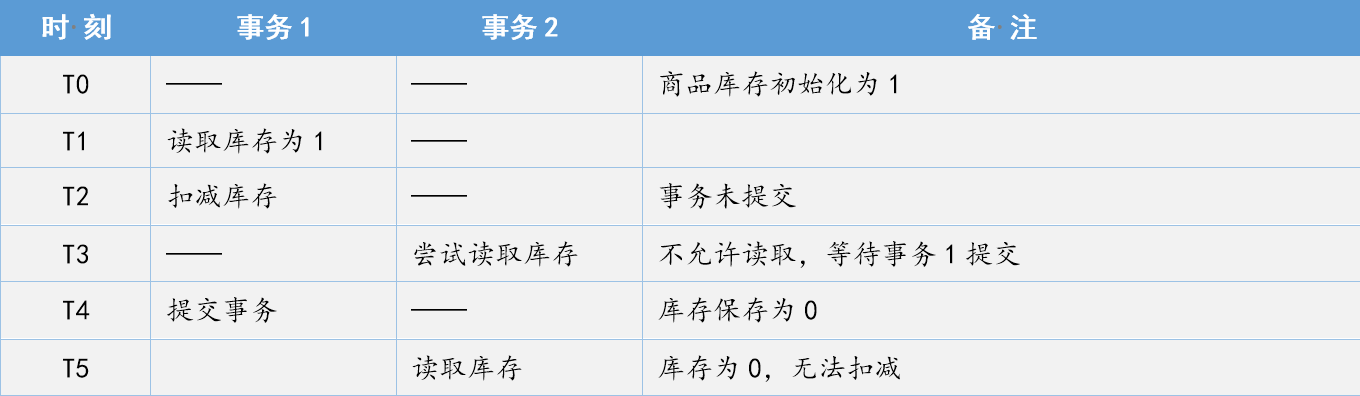 时 刻 事务1 事务2 备 注
T0 —— —— 商品库存初始化为 1
T1 读取库存为 1 ——
T2 扣减库存 —— 事务未提交
T3 —— 尝试读取库存 不允许读取，等待事务 1 提交
T4 提交事务 —— 库存保存为 0
T5 读取库存 库存为 0，无法扣减